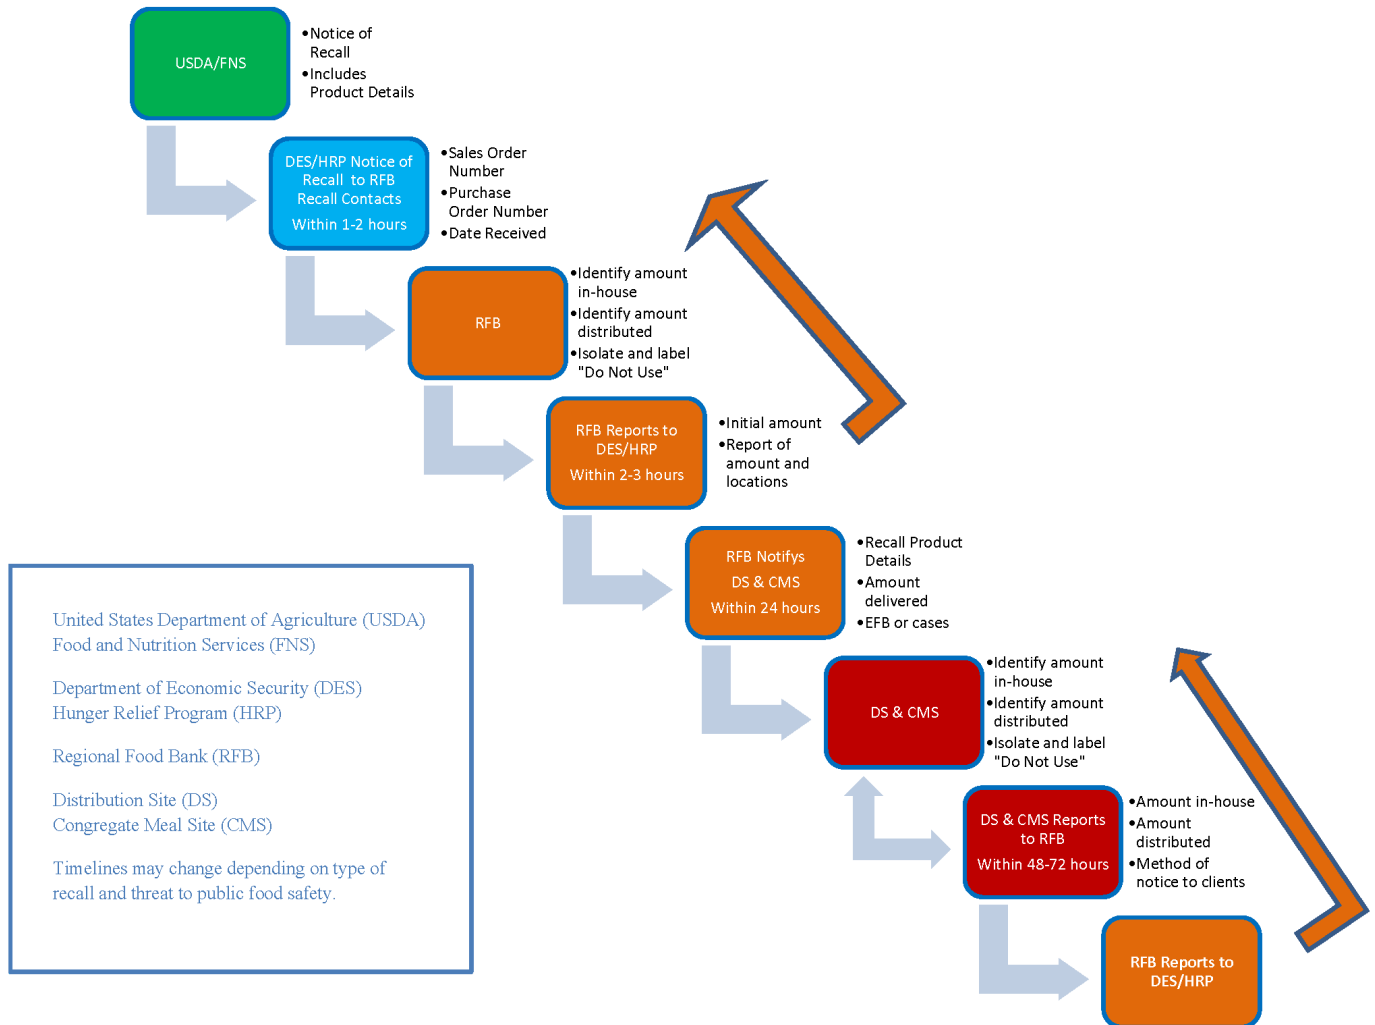 USDA/FNS
•Notice of
Recall
•Includes
Product Details
DES/HRP Notice of
Recall to RFB
Recall Contacts
Within 1-2 hours
•Sales Order
Number
•Purchase
Order Number
•Date Received
RFB
•Identify amount
in-house
•Identify amount
distributed
•Isolate and label
"Do Not Use"
RFB Reports to
DES/HRP
Within 2-3 hours
•Initial amount
•Report of
amount and
locations
RFB Notifys
DS & CMS
Within 24 hours
•Recall Product
Details
•Amount
delivered
•EFB or cases
DS & CMS
•Identify amount
in-house
•Identify amount
distributed
•Isolate and label
"Do Not Use"
DS & CMS Reports
to RFB
Within 48-72 hours
•Amount in-house
•Amount
distributed
•Method of
notice to clients
RFB Reports to
DES/HRP
United States Department of Agriculture (USDA)
Food and Nutrition Services (FNS)
Department of Economic Security (DES)
Hunger Relief Program (HRP)
Regional Food Bank (RFB)
Distribution Site (DS)
Congregate Meal Site (CMS)
Timelines may change depending on type of
recall and threat to public food safety.